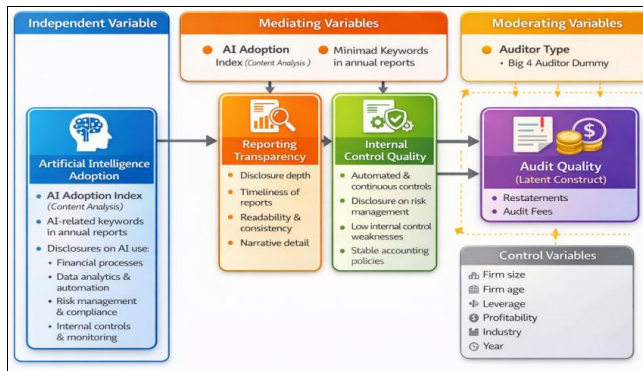 Independent Variable
Artificial Intelligence
Adoption
• AI Adoption Index
(Content Analysis)
• AI-related keywords
in annual reports
• Disclosures on AI use:
• Financial processes
• Data analytics &
automation
• Risk management
& compliance
• Internal controls
& monitoring
Mediating Variables
AI Adoption
Index (Content Analysis )
Minimad Keywords
in annual reports
Reporting
Transparency
• Disclosure depth
• Timeliness of
reports
• Readability &
consistency
• Narrative detail
Internal
Control Quality
• Automated &
continuous controls
• Disclosure on risk
management
• Low internal control
weaknesses
• Stable accounting
policies
Moderating Variables
Auditor Type
• Big 4 Auditor Dummy
$
Audit Quality
(Latent Construct)
• Restatements
• Audit Fees
Control Variables
Firm size
Firm age
Leverage
$ Profitability
Industry
Year